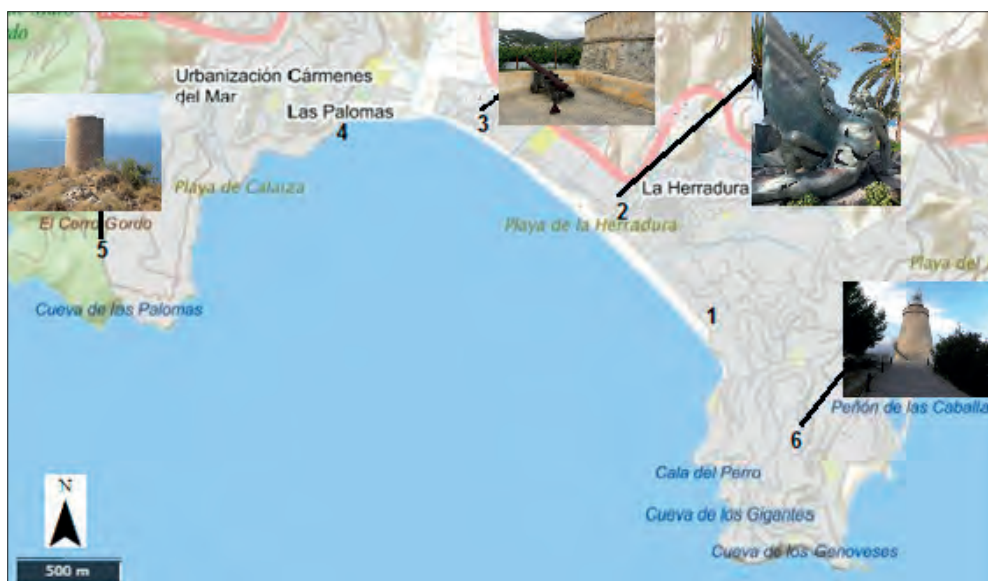 Urbanización Cármenes
del Mar
Las Palomas
4
3
Playa de Calaiza
El Cerro Gordo
5
Cueva de las Palomas
La Herradura
2
Playa de la Herradura
Playa del
1
Peñón de las Caballa
6
Cala del Perro
Cueva de los Gigantes
Cueva de los Genoveses
N
500 m